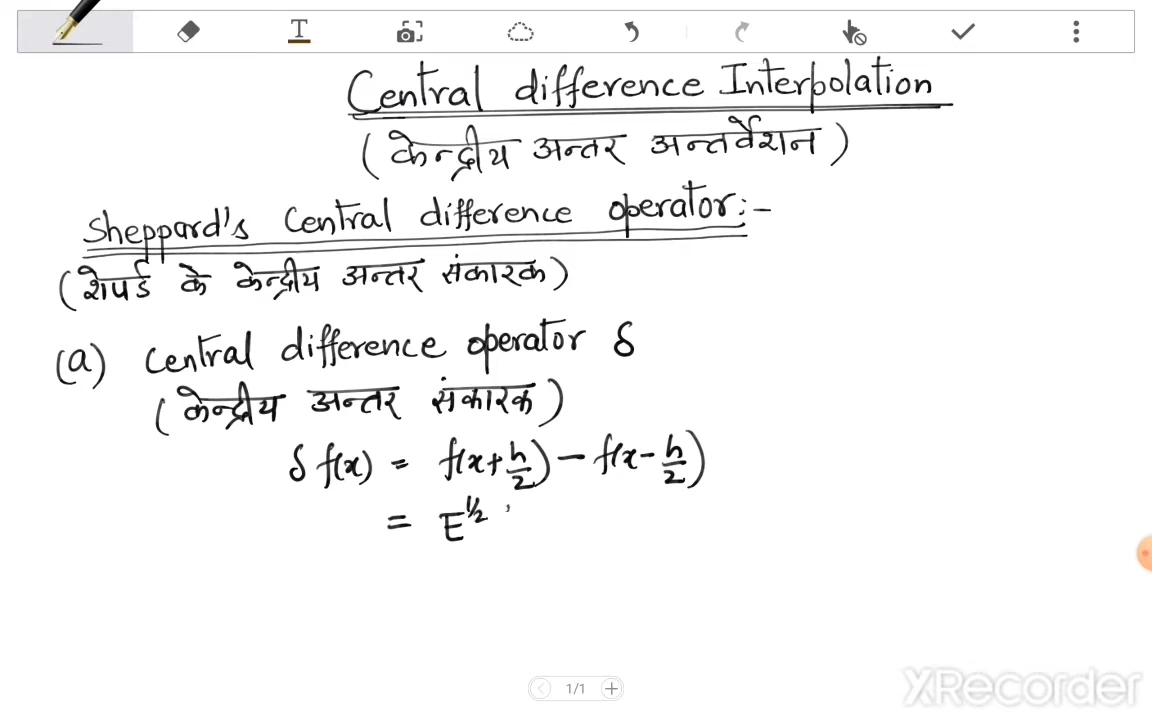 T
Central difference Interpolation
(केन्द्रीय अन्तर अन्तर्वेशन)
Sheppard's Central difference operator:-
(शेपर्ड के केन्द्रीय अन्तर संकारक)
(a) Central difference operator δ
(केन्द्रीय अन्तर संकारक)
δ f(x) = f(x+h/2) - f(x-h/2)
= E^1/2
1/1
XRecorder